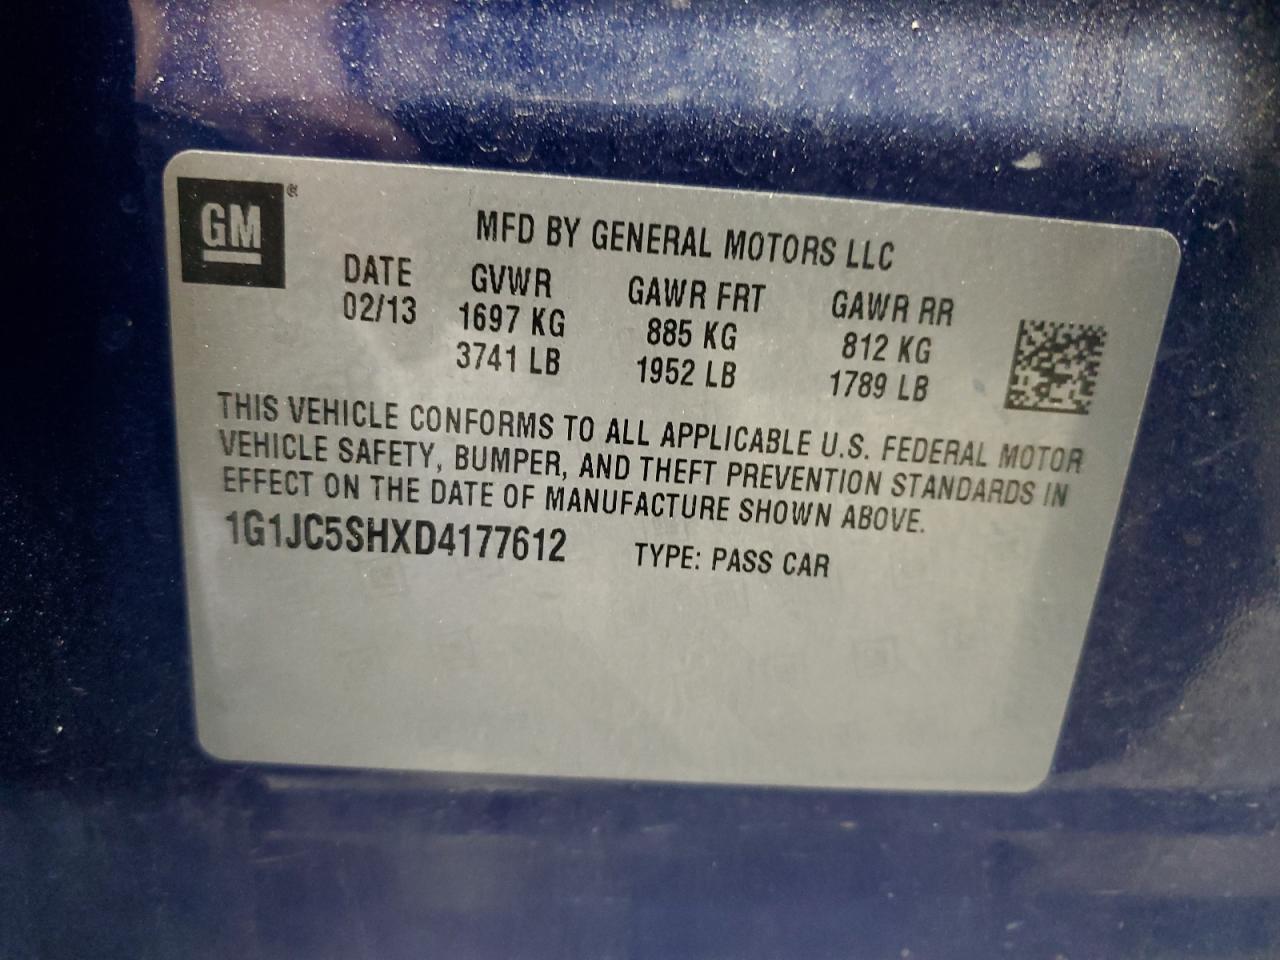 GM®
MFD BY GENERAL MOTORS LLC
DATE GVWR GAWR FRT GAWR RR
02/13 1697 KG 885 KG 812 KG
3741 LB 1952 LB 1789 LB
THIS VEHICLE CONFORMS TO ALL APPLICABLE U.S. FEDERAL MOTOR
VEHICLE SAFETY, BUMPER, AND THEFT PREVENTION STANDARDS IN
EFFECT ON THE DATE OF MANUFACTURE SHOWN ABOVE.
1G1JC5SHXD4177612 TYPE: PASS CAR